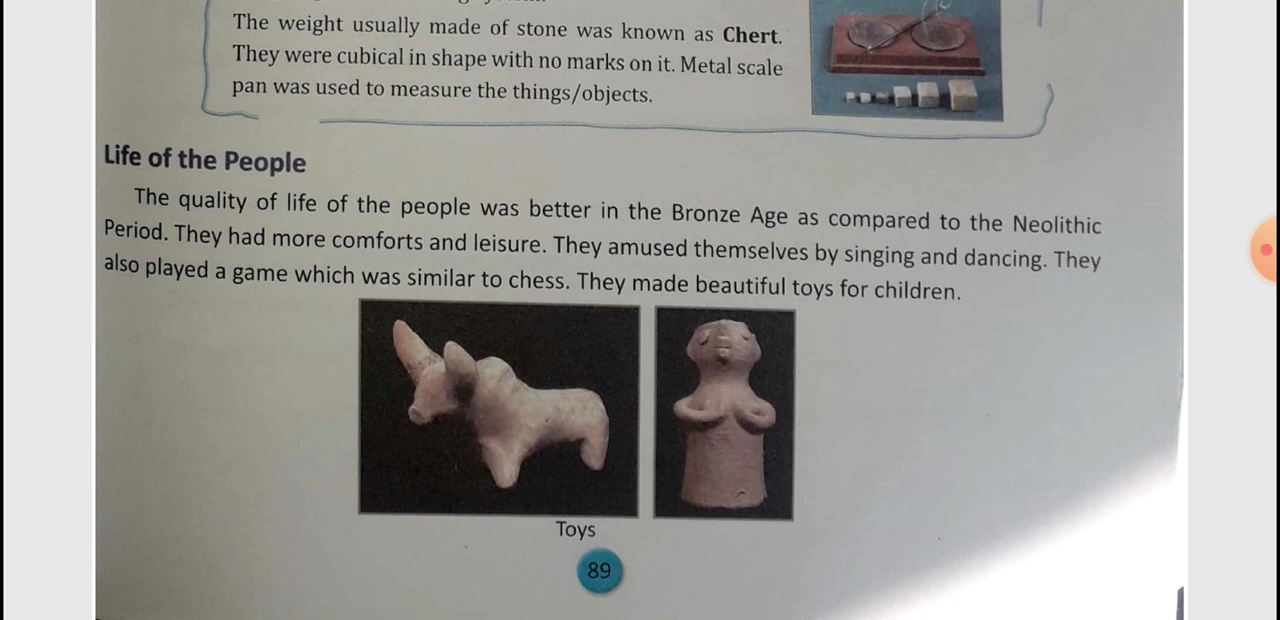 The weight usually made of stone was known as Chert.
They were cubical in shape with no marks on it. Metal scale
pan was used to measure the things/objects.
Life of the People
The quality of life of the people was better in the Bronze Age as compared to the Neolithic
Period. They had more comforts and leisure. They amused themselves by singing and dancing. They
also played a game which was similar to chess. They made beautiful toys for children.
Toys
89